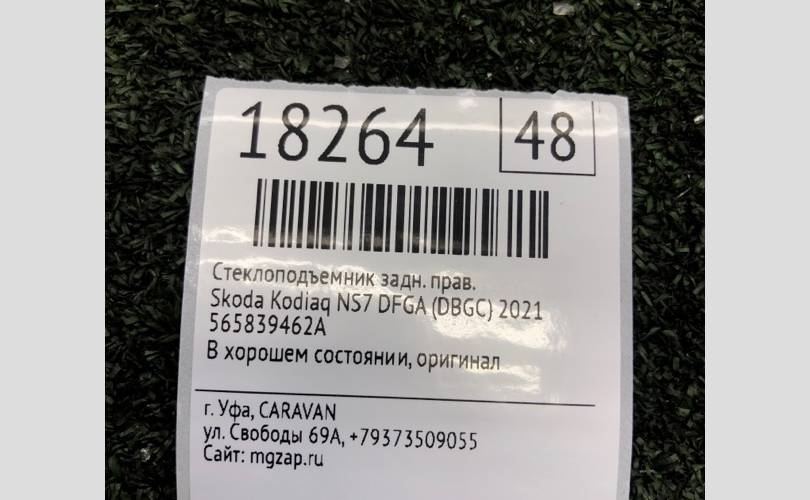 18264
48
Стеклоподъемник задн. прав.
Skoda Kodiaq NS7 DFGA (DBGC) 2021
565839462A
В хорошем состоянии, оригинал
г. Уфа, CARAVAN
ул. Свободы 69А, +79373509055
Сайт: mgzap.ru